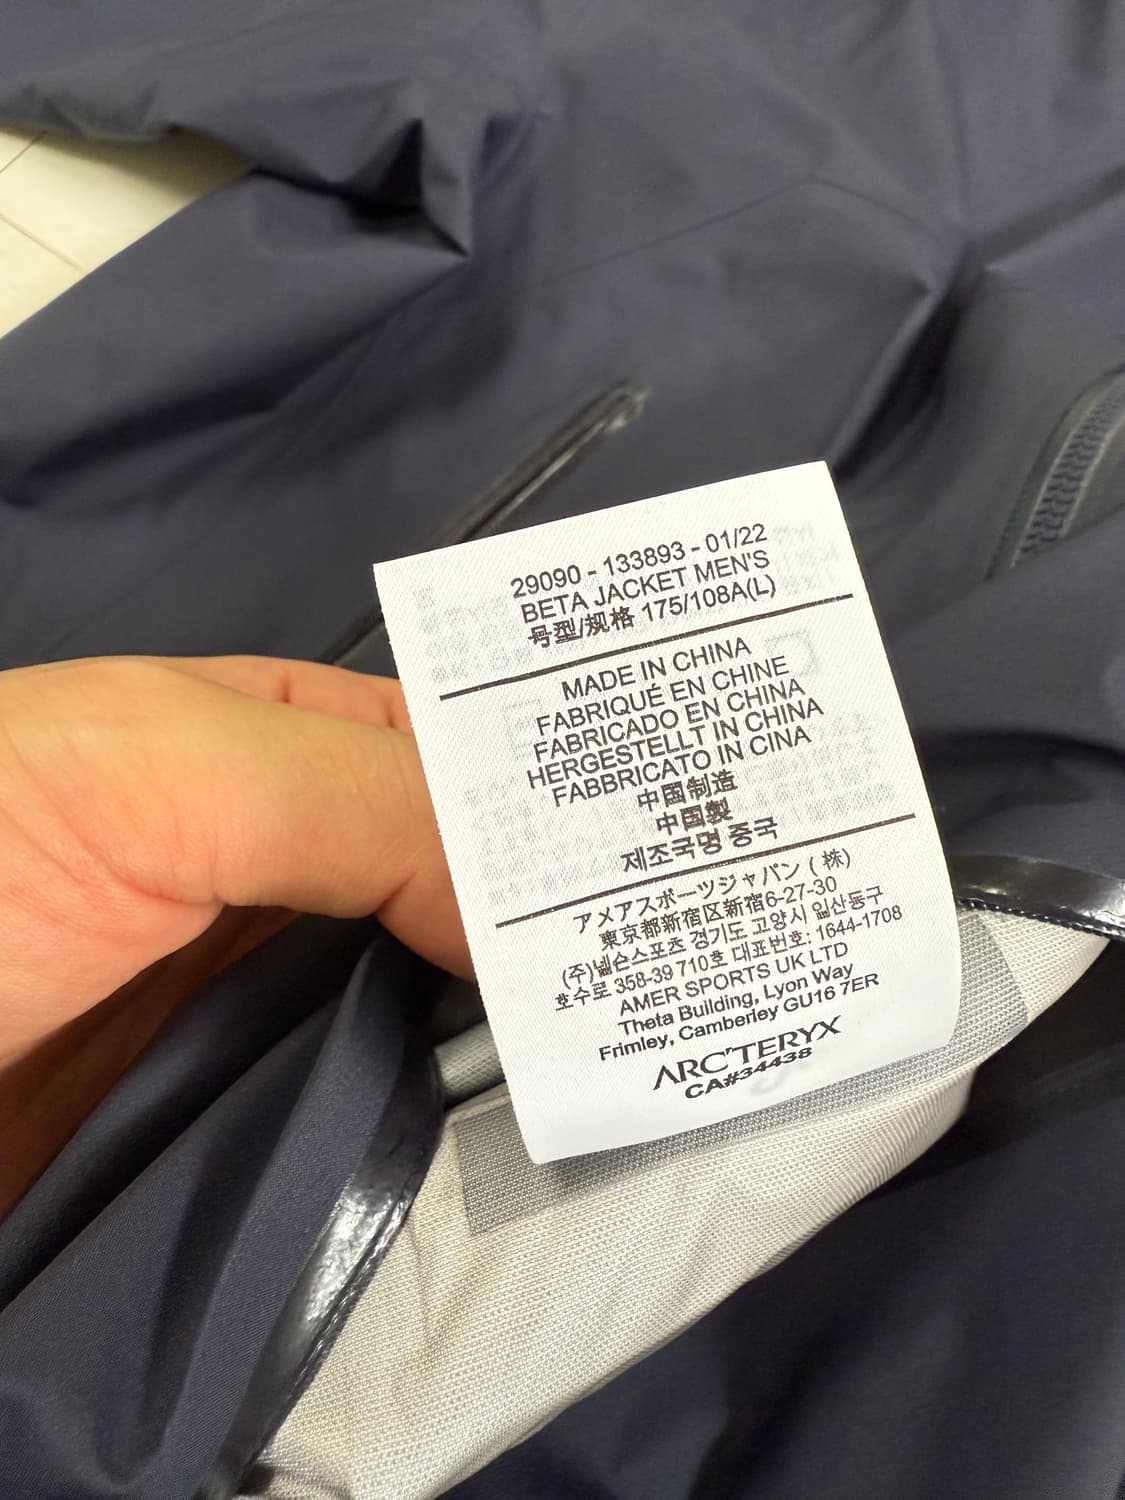 29090 - 133893 - 01/22
BETA JACKET MEN'S
号型/规格 175/108A(L)
MADE IN CHINA
FABRIQUÉ EN CHINE
FABRICADO EN CHINA
HERGESTELLT IN CHINA
FABBRICATO IN CINA
中国制造
中国製
제조국명 중국
アメアスポーツジャパン ( 株)
東京都新宿区新宿6-27-30
(주)넬슨스포츠 경기도 고양시 일산동구
호수로 358-39 710호 대표번호: 1644-1708
AMER SPORTS UK LTD
Theta Building, Lyon Way
Frimley, Camberley GU16 7ER
ARC'TERYX
CA#34438